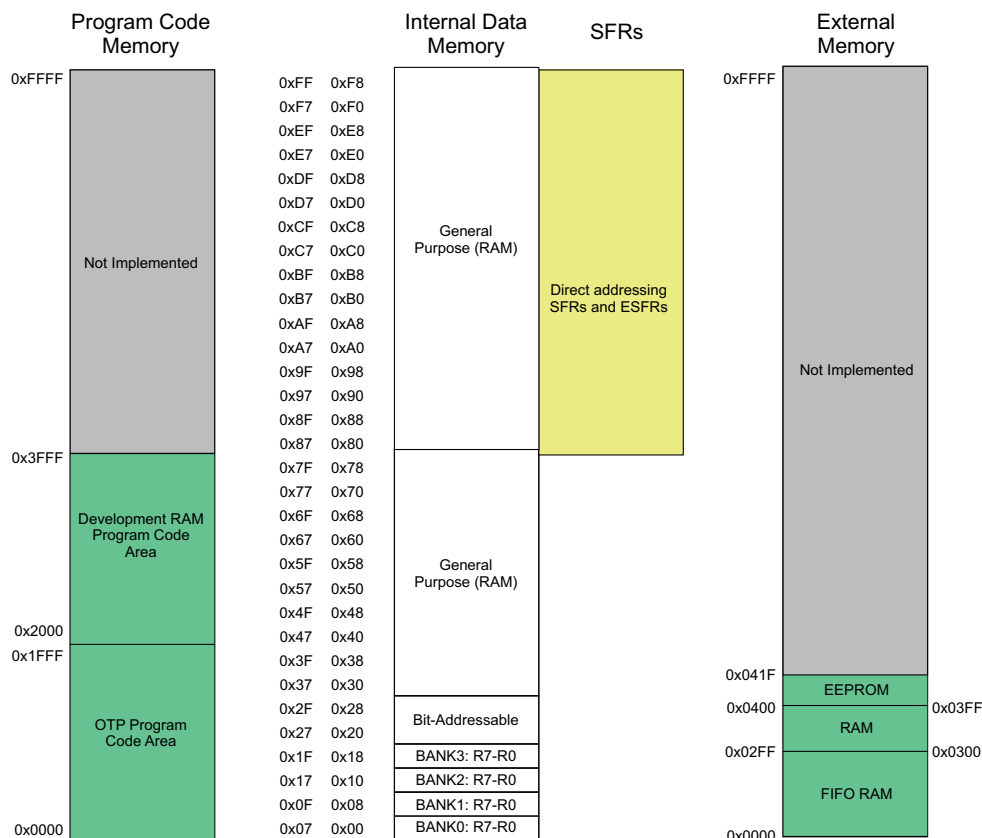 Program Code
Memory
Internal Data
Memory
SFRs
External
Memory
0xFFFF
Not Implemented
0x3FFF
Development RAM
Program Code
Area
0x2000
0x1FFF
OTP Program
Code Area
0x0000
0xFF 0xF8
0xF7 0xF0
0xEF 0xE8
0xE7 0xE0
0xDF 0xD8
0xD7 0xD0
0xCF 0xC8
0xC7 0xC0
0xBF 0xB8
0xB7 0xB0
0xAF 0xA8
0xA7 0xA0
0x9F 0x98
0x97 0x90
0x8F 0x88
0x87 0x80
0x7F 0x78
0x77 0x70
0x6F 0x68
0x67 0x60
0x5F 0x58
0x57 0x50
0x4F 0x48
0x47 0x40
0x3F 0x38
0x37 0x30
0x2F 0x28
0x27 0x20
0x1F 0x18
0x17 0x10
0x0F 0x08
0x07 0x00
General
Purpose (RAM)
General
Purpose (RAM)
Bit-Addressable
BANK3: R7-R0
BANK2: R7-R0
BANK1: R7-R0
BANK0: R7-R0
Direct addressing
SFRs and ESFRs
0xFFFF
Not Implemented
0x041F
EEPROM
0x0400
0x03FF
RAM
0x02FF
0x0300
FIFO RAM
0x0000